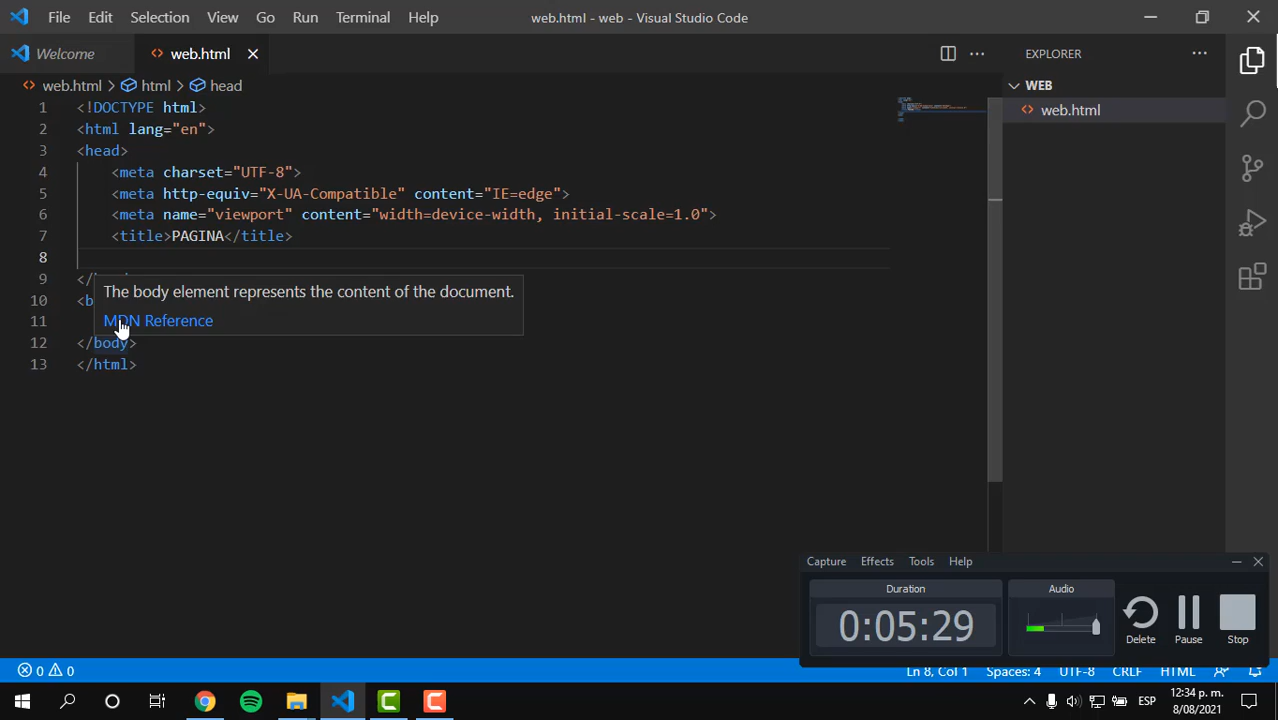 File Edit Selection View Go Run Terminal Help web.html - web - Visual Studio Code
Welcome web.html EXPLORER
web.html > html > head WEB
web.html
1 <!DOCTYPE html>
2 <html lang="en">
3 <head>
4 <meta charset="UTF-8">
5 <meta http-equiv="X-UA-Compatible" content="IE=edge">
6 <meta name="viewport" content="width=device-width, initial-scale=1.0">
7 <title>PAGINA</title>
8
9 </
10 <b
The body element represents the content of the document.
11
MDN Reference
12 </body>
13 </html>
Capture Effects Tools Help
Duration Audio
0:05:29
Delete Pause Stop
0 0 Ln 8, Col 1 Spaces: 4 UTF-8 CRLF HTML
ESP 12:34 p. m.
8/08/2021